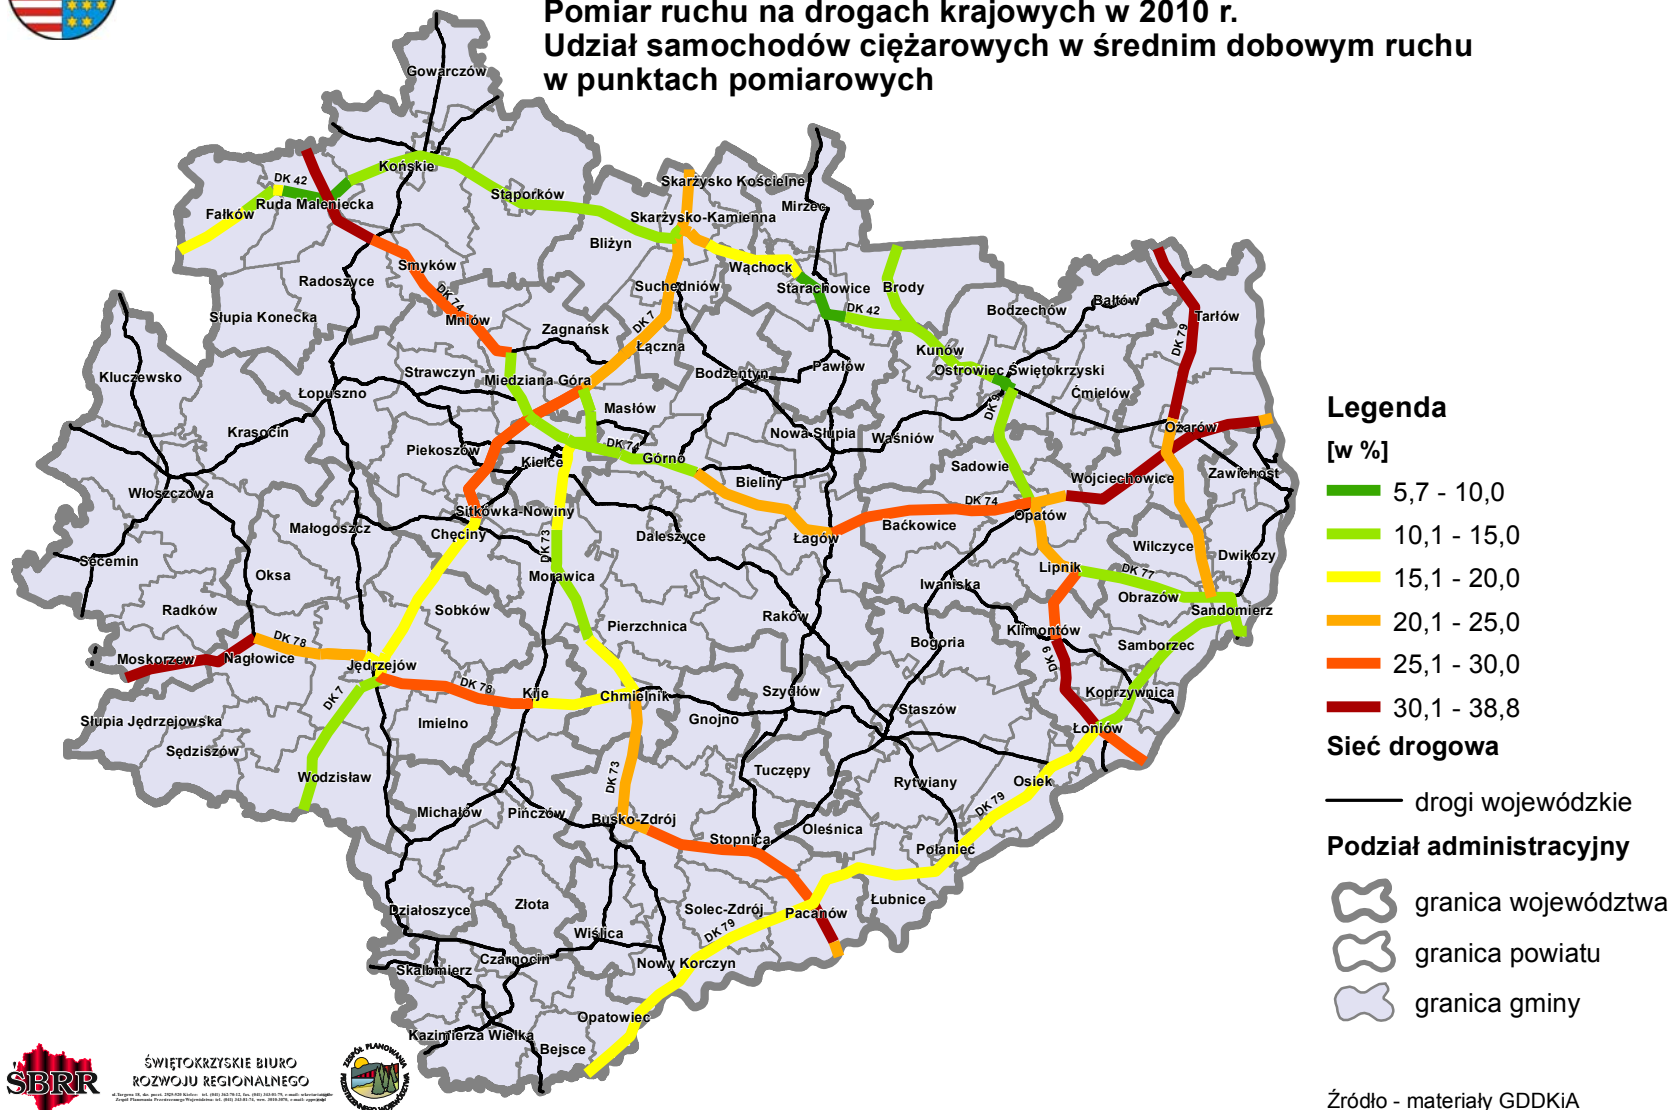 Pomiar ruchu na drogach krajowych w 2010 r.
Udział samochodów ciężarowych w średnim dobowym ruchu
w punktach pomiarowych
Gowarczów
Końskie
DK 42
Ruda Maleniecka
Fałków
Stąporków
Skarżysko Kościelne
Skarżysko-Kamienna
Mirzec
Bliżyn
Smyków
Radoszyce
DK 74
Mniów
Słupia Konecka
Wąchock
Suchedniów
Starachowice
Brody
DK 42
Bodzechów
Bałtów
Tarłów
DK 79
Zagnańsk
DK 7
Łączna
Kunów
Ostrowiec Świętokrzyski
Kluczewsko
Strawczyn
Miedziana Góra
Bodzentyn
Pawłów
Ćmielów
Łopuszno
Masłów
DK 9
Krasocin
Piekoszów
DK 74
Nowa Słupia
Waśniów
Ożarów
Kielce
Górno
Sadowie
Wojciechowice
Zawichost
Bieliny
Włoszczowa
Sitkówka-Nowiny
DK 74
Opatów
Małogoszcz
Chęciny
DK 73
Daleszyce
Łagów
Baćkowice
Wilczyce
Dwikozy
Secemin
Oksa
Morawica
Iwaniska
Lipnik
DK 77
Obrazów
Sandomierz
Radków
Sobków
Pierzchnica
Raków
Bogoria
Klimontów
Samborzec
DK 78
Moskorzew
Nagłowice
Jędrzejów
DK 9
DK 7
DK 78
Kije
Chmielnik
Szydłów
Koprzywnica
Słupia Jędrzejowska
Imielno
Gnojno
Staszów
Łoniów
Sędziszów
Wodzisław
DK 73
Tuczępy
Rytwiany
Osiek
DK 79
Michałów
Pińczów
Busko-Zdrój
Stopnica
Oleśnica
Połaniec
Działoszyce
Złota
Solec-Zdrój
Pacanów
Łubnice
DK 79
Wiślica
Czarnocin
Skalbmierz
Nowy Korczyn
Opatowiec
Kazimierza Wielka
Bejsce
Legenda
[w %]
5,7 - 10,0
10,1 - 15,0
15,1 - 20,0
20,1 - 25,0
25,1 - 30,0
30,1 - 38,8
Sieć drogowa
drogi wojewódzkie
Podział administracyjny
granica województwa
granica powiatu
granica gminy
Źródło - materiały GDDKiA
ŚBRR
ŚWIĘTOKRZYSKIE BIURO
ROZWOJU REGIONALNEGO
ZESPÓŁ PLANOWANIA
PRZESTRZENNEGO WOJEWÓDZTWA